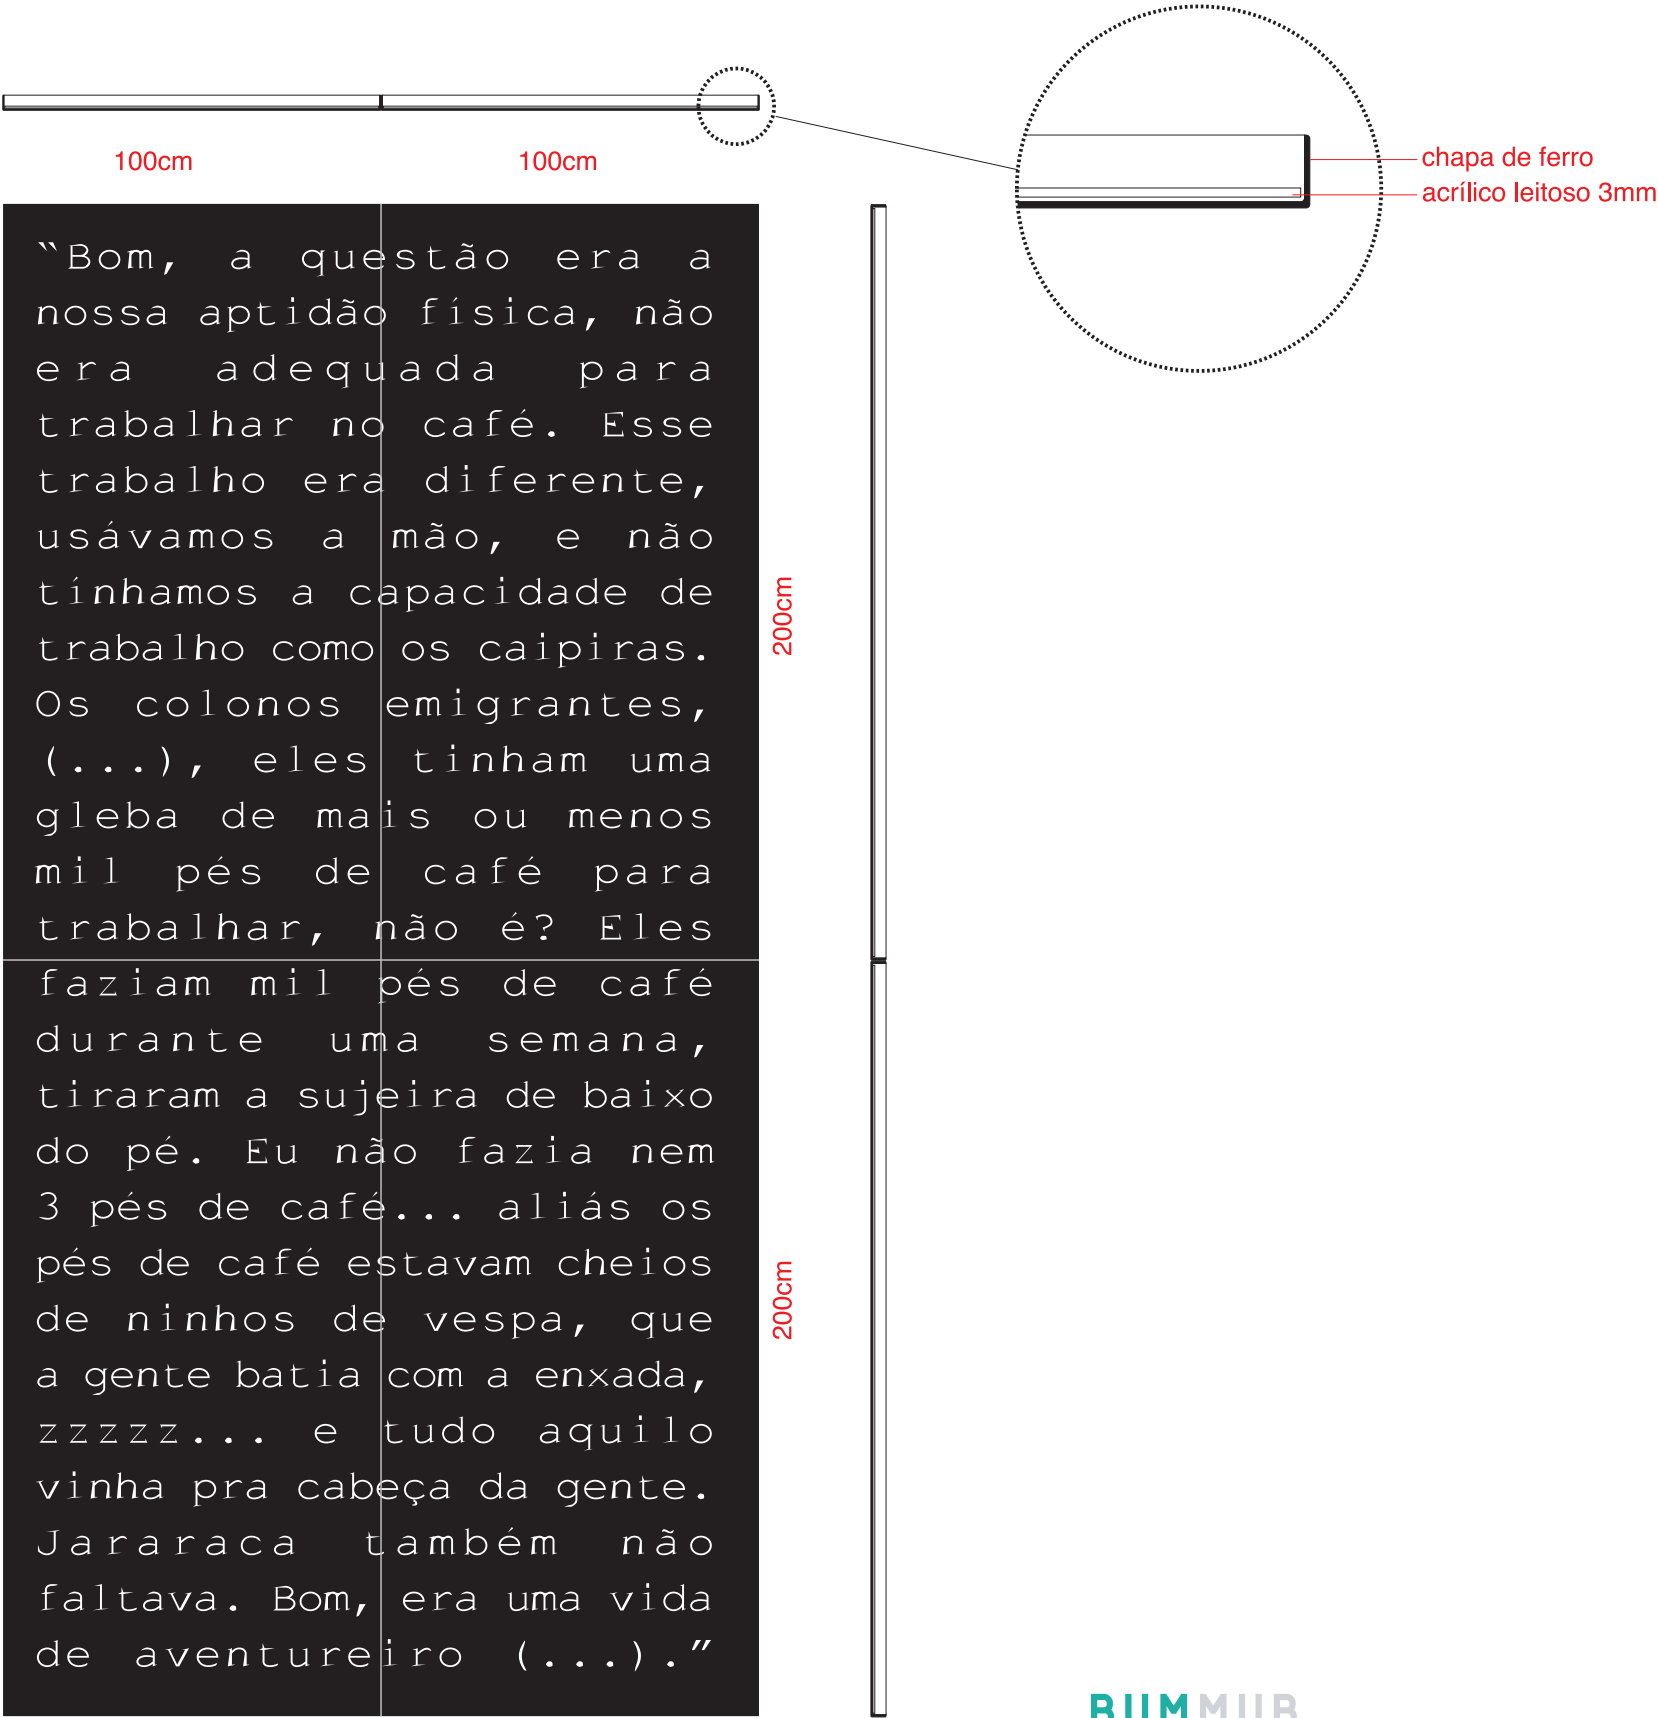 100cm
100cm
chapa de ferro
acrílico leitoso 3mm
“Bom, a questão era a
nossa aptidão física, não
era adequada para
trabalhar no café. Esse
trabalho era diferente,
usávamos a mão, e não
tínhamos a capacidade de
trabalho como os caipiras.
Os colonos emigrantes,
(...), eles tinham uma
gleba de mais ou menos
mil pés de café para
trabalhar, não é? Eles
faziam mil pés de café
durante uma semana,
tiraram a sujeira de baixo
do pé. Eu não fazia nem
3 pés de café... aliás os
pés de café estavam cheios
de ninhos de vespa, que
a gente batia com a enxada,
zzzzz... e tudo aquilo
vinha pra cabeça da gente.
Jararaca também não
faltava. Bom, era uma vida
de aventureiro (...).”
200cm
200cm